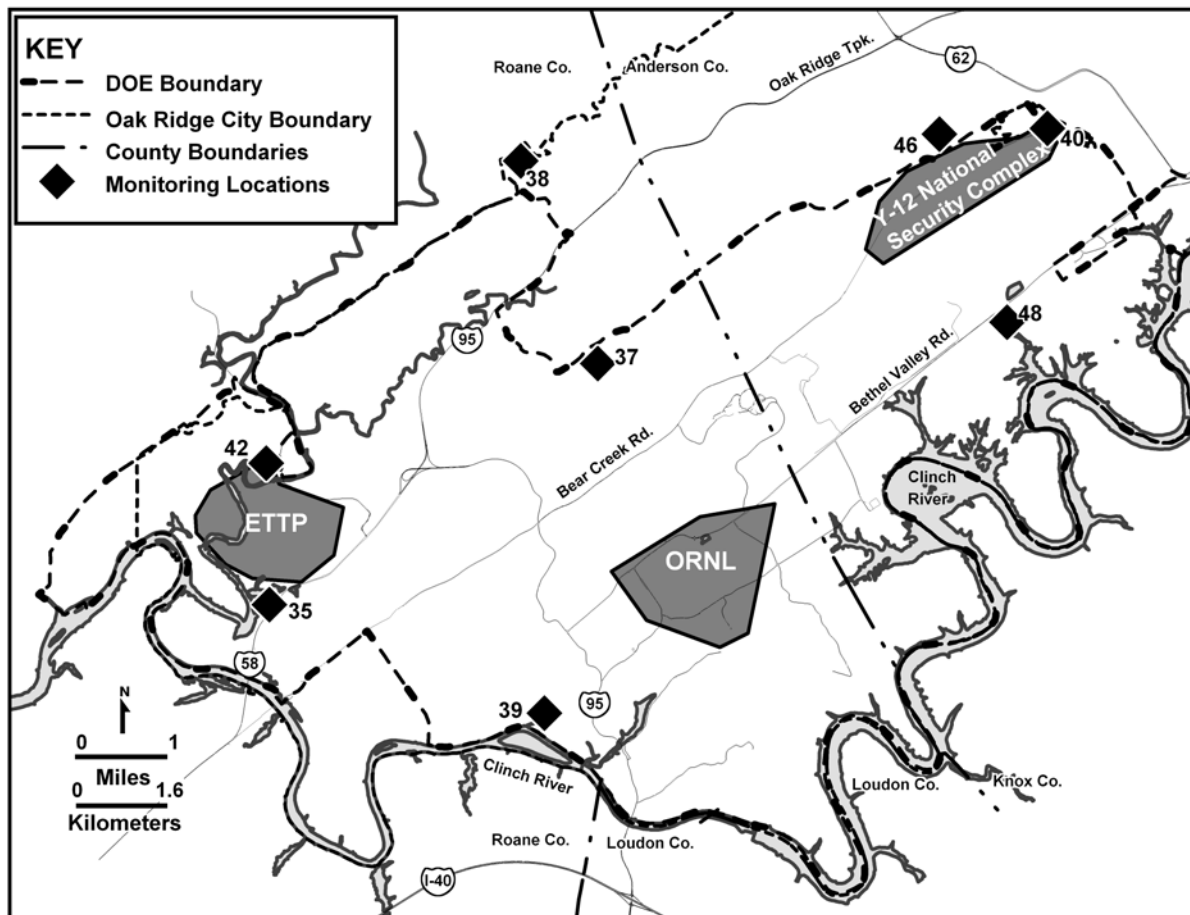 KEY
DOE Boundary
Oak Ridge City Boundary
County Boundaries
Monitoring Locations
Roane Co.
Anderson Co.
Oak Ridge Tpk.
62
38
46
40
Y-12 National
Security Complex
95
37
48
Bethel Valley Rd.
42
Bear Creek Rd.
Clinch
River
ETTP
ORNL
35
58
39
95
N
0 1
Miles
0 1.6
Kilometers
Clinch River
Loudon Co.
Knox Co.
Roane Co.
Loudon Co.
I-40